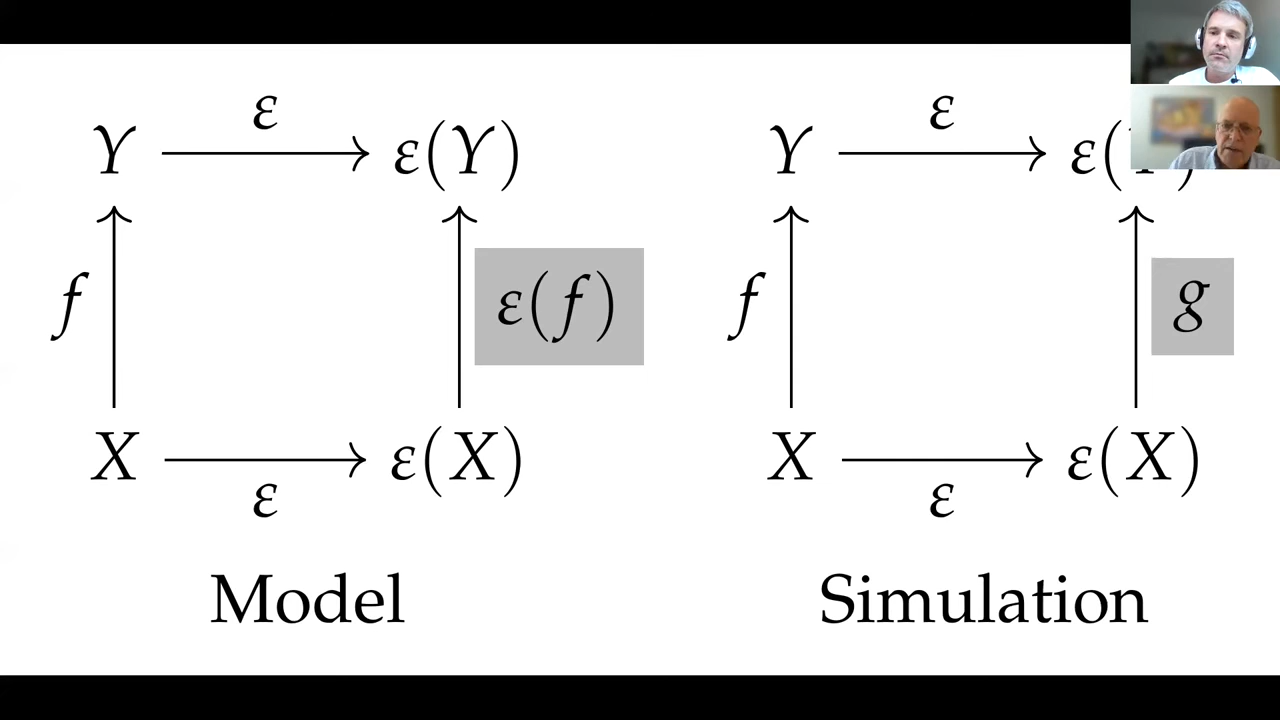 ε ε
Y ε(Y) Y ε(Y)
f ε(f) f g
X ε(X) X ε(X)
ε ε
Model Simulation